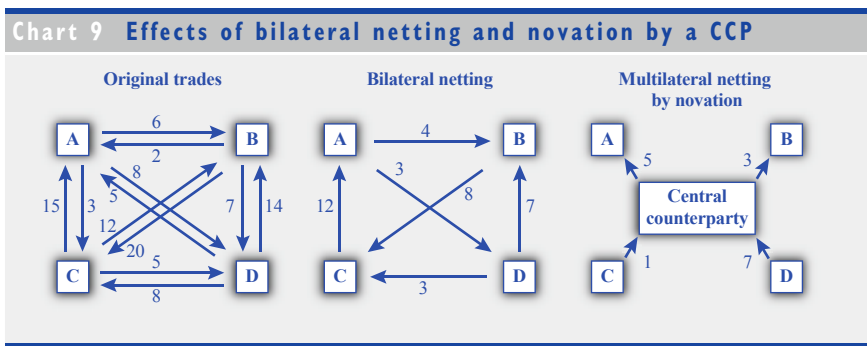 Chart 9 Effects of bilateral netting and novation by a CCP
Original trades
Bilateral netting
Multilateral netting
by novation
A
6
B
2
8
5
15
3
7
14
12
20
C
5
D
8
A
4
B
3
8
12
7
C
D
3
A
B
5
3
Central
counterparty
C
1
7
D